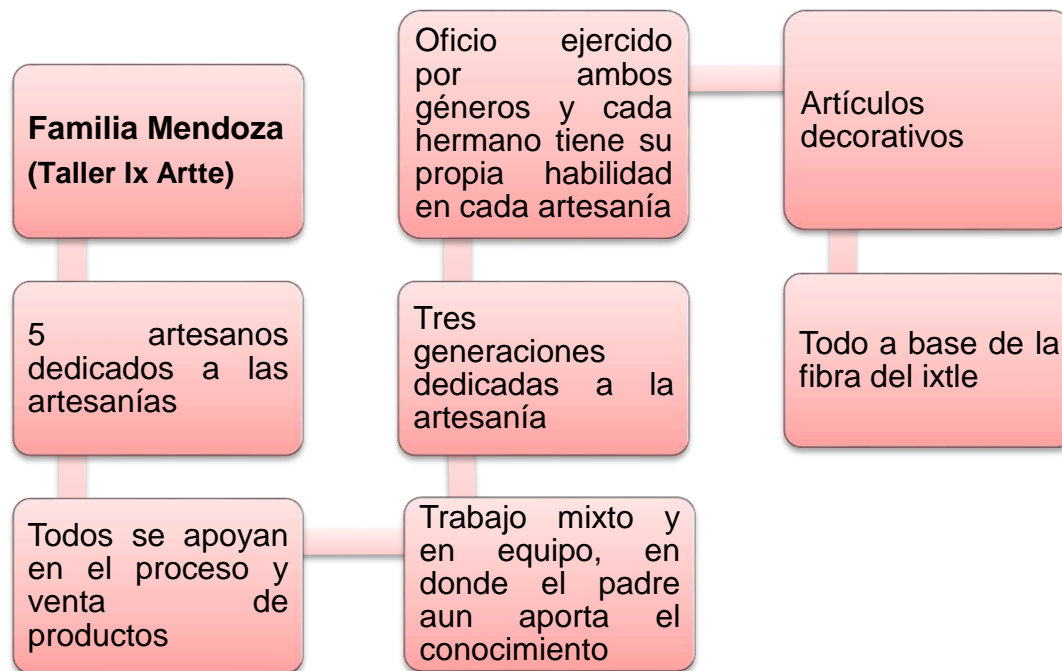 Familia Mendoza
(Taller Ix Artte)
5 artesanos
dedicados a las
artesanías
Todos se apoyan
en el proceso y
venta de
productos
Trabajo mixto y
en equipo, en
donde el padre
aun aporta el
conocimiento
Tres
generaciones
dedicadas a la
artesanía
Oficio ejercido
por ambos
géneros y cada
hermano tiene su
propia habilidad
en cada artesanía
Artículos
decorativos
Todo a base de la
fibra del ixtle